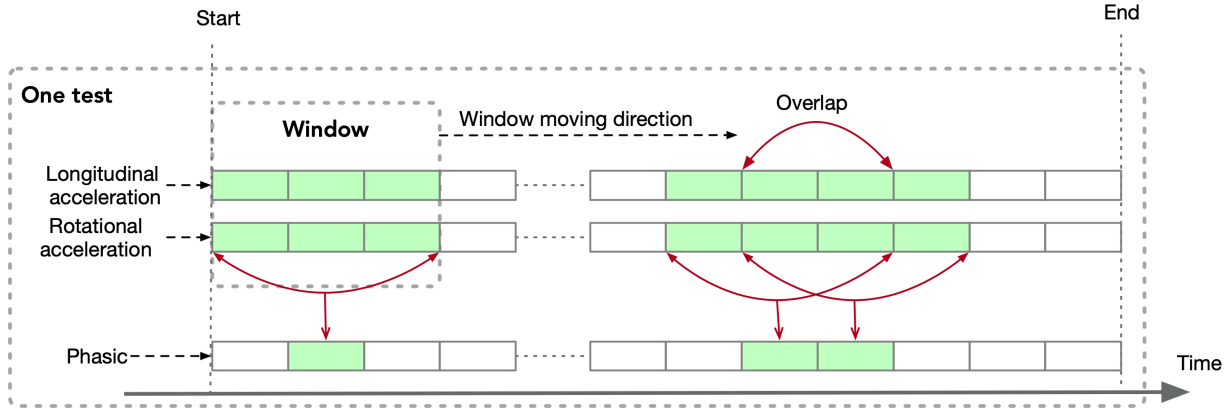 Start
End
One test
Window
Window moving direction
Overlap
Longitudinal
acceleration
Rotational
acceleration
Phasic
Time